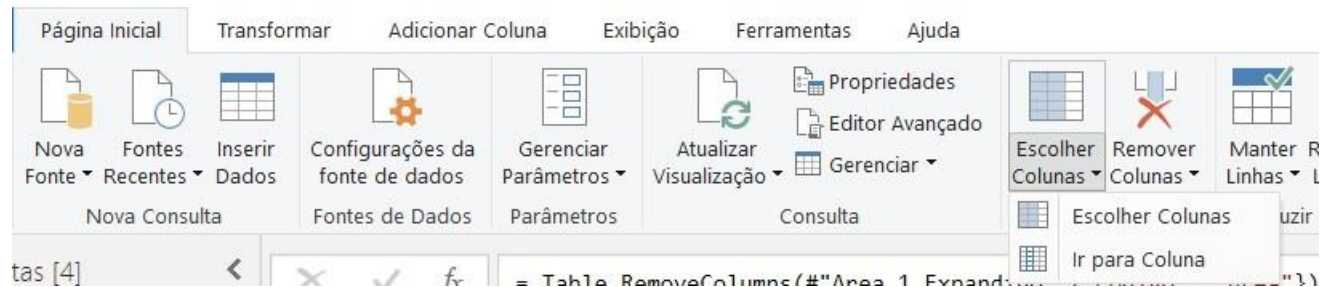 Página Inicial Transformar Adicionar Coluna Exibição Ferramentas Ajuda
Nova Fonte
Fontes Recentes
Inserir Dados
Nova Consulta
Configurações da fonte de dados
Fontes de Dados
Gerenciar Parâmetros
Parâmetros
Atualizar Visualização
Propriedades
Editor Avançado
Gerenciar
Consulta
Escolher Colunas
Remover Colunas
Manter Linhas
Escolher Colunas
Ir para Coluna
uzir
tas [4]
fx
= Table.RemoveColumns(#"Area 1 Expand
"})